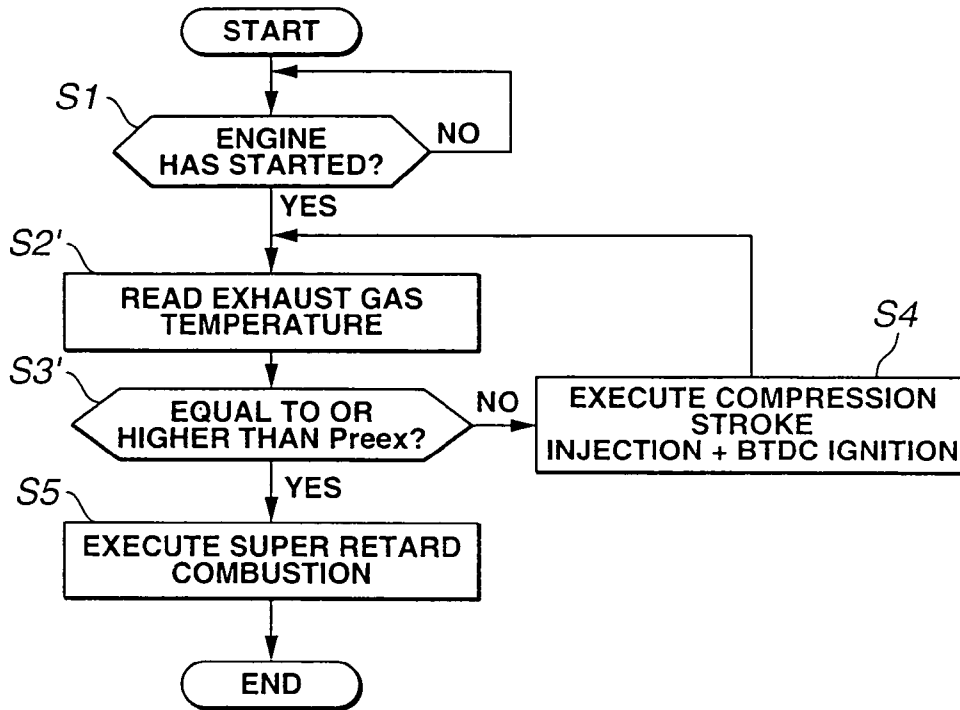 START
S1
ENGINE
HAS STARTED?
NO
YES
S2'
READ EXHAUST GAS
TEMPERATURE
S3'
EQUAL TO OR
HIGHER THAN Preex?
NO
S4
EXECUTE COMPRESSION
STROKE
INJECTION + BTDC IGNITION
YES
S5
EXECUTE SUPER RETARD
COMBUSTION
END